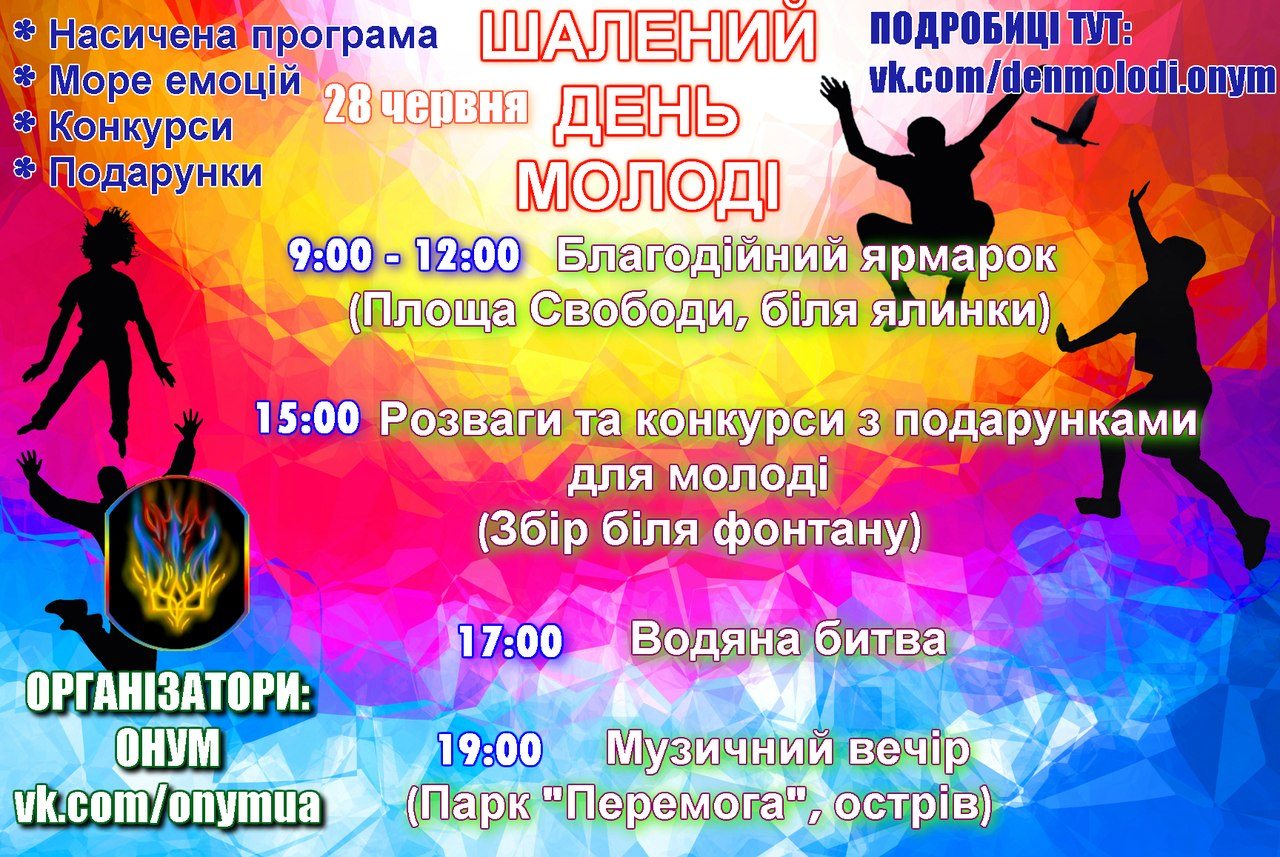 * Насичена програма
* Море емоцій
* Конкурси
* Подарунки
28 червня
ШАЛЕНИЙ
ДЕНЬ
МОЛОДІ
ПОДРОБИЦІ ТУТ:
vk.com/denmolodi.onym
9:00 - 12:00 Благодійний ярмарок
(Площа Свободи, біля ялинки)
15:00 Розваги та конкурси з подарунками
для молоді
(Збір біля фонтану)
17:00 Водяна битва
19:00 Музичний вечір
(Парк "Перемога", острів)
ОРГАНІЗАТОРИ:
ОНУМ
vk.com/onymua